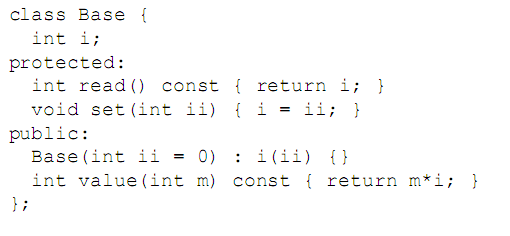 class Base {
  int i;
protected:
  int read() const { return i; }
  void set(int ii) { i = ii; }
public:
  Base(int ii = 0) : i(ii) {}
  int value(int m) const { return m*i; }
};